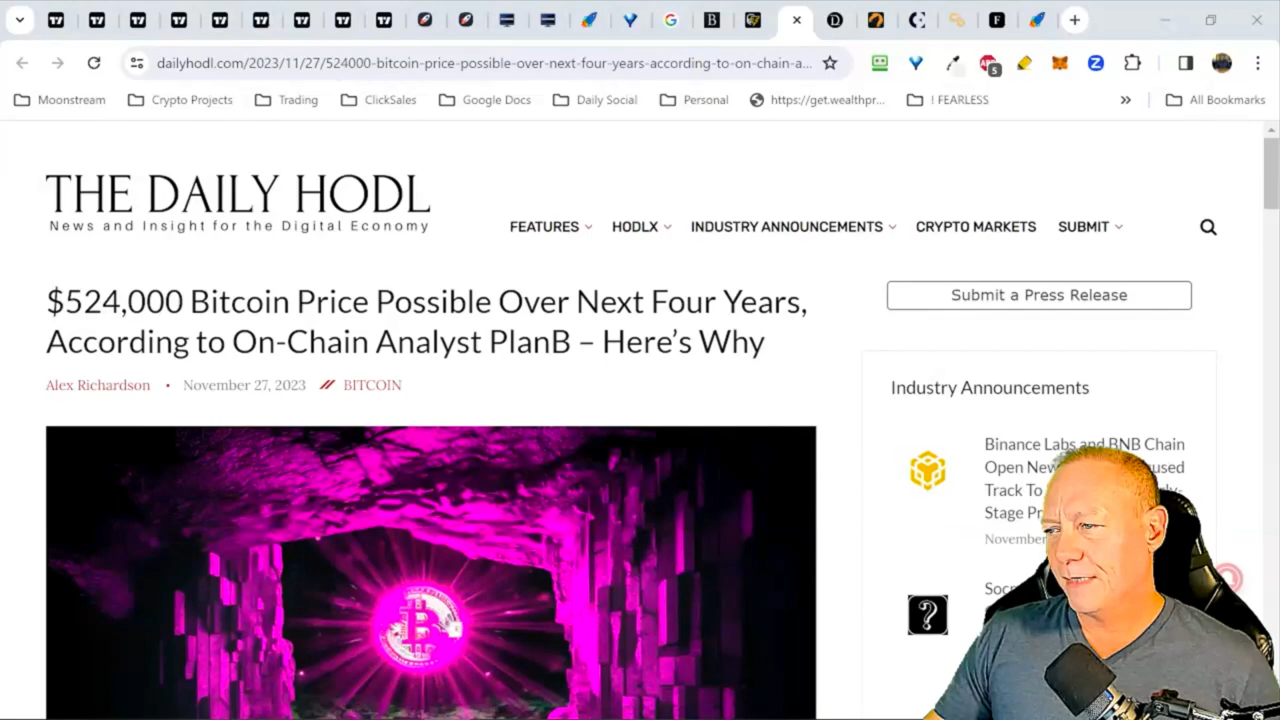 dailyhodl.com/2023/11/27/524000-bitcoin-price-possible-over-next-four-years-according-to-on-chain-a...
5
Moonstream Crypto Projects Trading ClickSales Google Docs Daily Social Personal https://get.wealthpr... ! FEARLESS » All Bookmarks
THE DAILY HODL
News and Insight for the Digital Economy
FEATURES HODLX INDUSTRY ANNOUNCEMENTS CRYPTO MARKETS SUBMIT
$524,000 Bitcoin Price Possible Over Next Four Years,
According to On-Chain Analyst PlanB – Here's Why
Alex Richardson • November 27, 2023 // BITCOIN
Submit a Press Release
Industry Announcements
Binance Labs and BNB Chain
Open
Track To
November